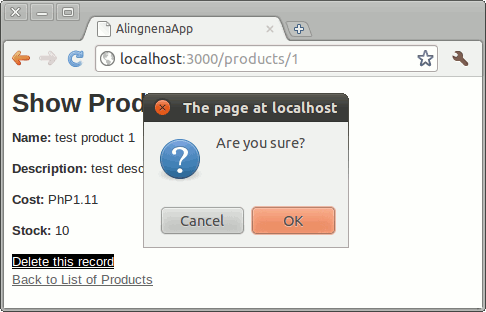 AlingnenaApp
localhost:3000/products/1
Show Prod
The page at localhost
Are you sure?
Name: test product 1
Description: test desc
Cost: PhP1.11
Stock: 10
Cancel
OK
Delete this record
Back to List of Products